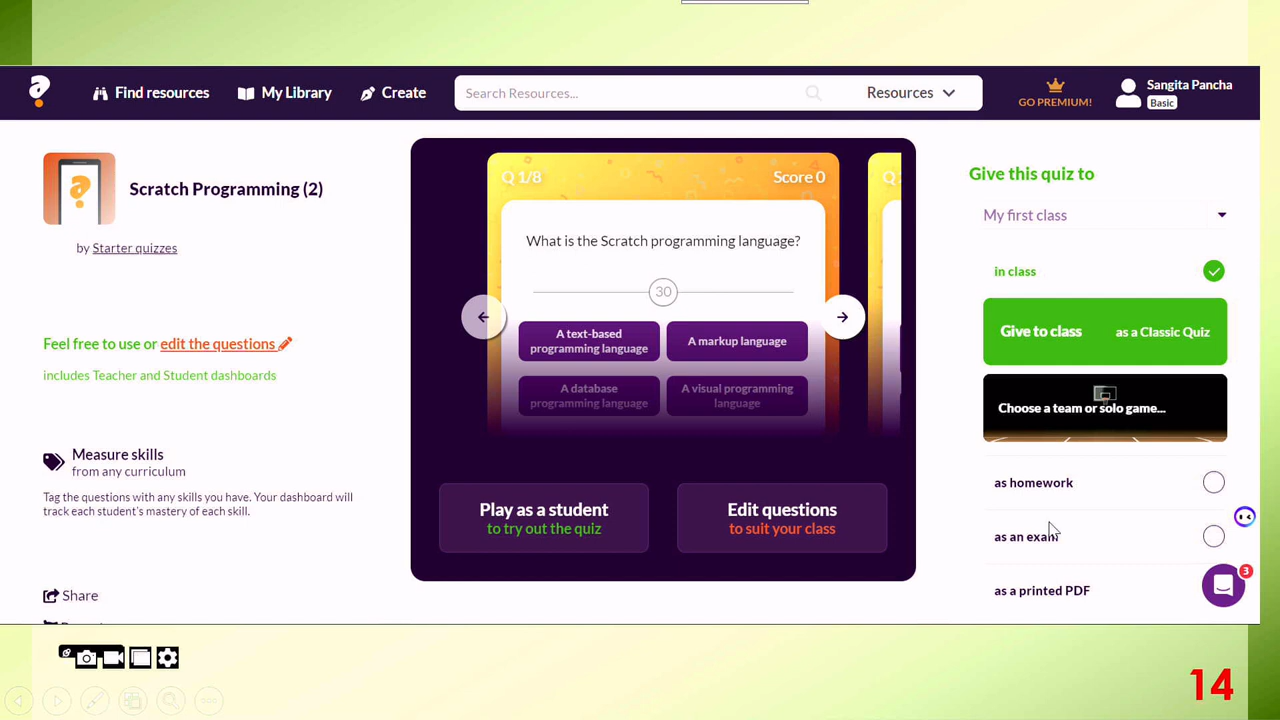 Find resources
My Library
Create
Search Resources...
Resources
GO PREMIUM!
Sangita Pancha
Basic
Scratch Programming (2)
by Starter quizzes
Feel free to use or edit the questions
includes Teacher and Student dashboards
Measure skills
from any curriculum
Tag the questions with any skills you have. Your dashboard will
track each student's mastery of each skill.
Share
Q 1/8
Score 0
Q
What is the Scratch programming language?
30
A text-based
programming language
A markup language
A database
programming language
A visual programming
language
Play as a student
to try out the quiz
Edit questions
to suit your class
Give this quiz to
My first class
in class
Give to class
as a Classic Quiz
Choose a team or solo game...
as homework
as an exam
as a printed PDF
3
14